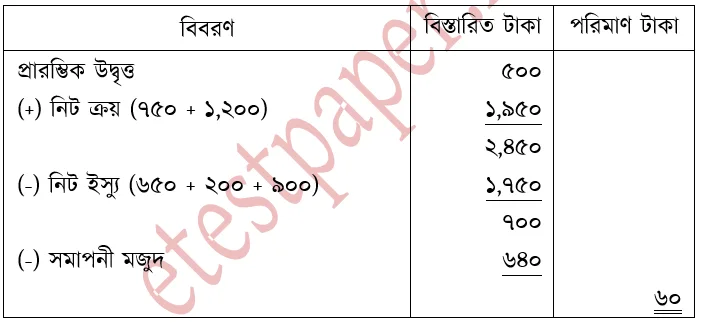 বিবরণ বিস্তারিত টাকা পরিমাণ টাকা
প্রারম্ভিক উদ্বৃত্ত ৫০০
(+) নিট ক্রয় (৭৫০ + ১,২০০) ১,৯৫০
২,৪৫০
(-) নিট ইস্যু (৬৫০ + ২০০ + ৯০০) ১,৭৫০
৭০০
(-) সমাপনী মজুদ ৬৪০
৬০
etestpaper.